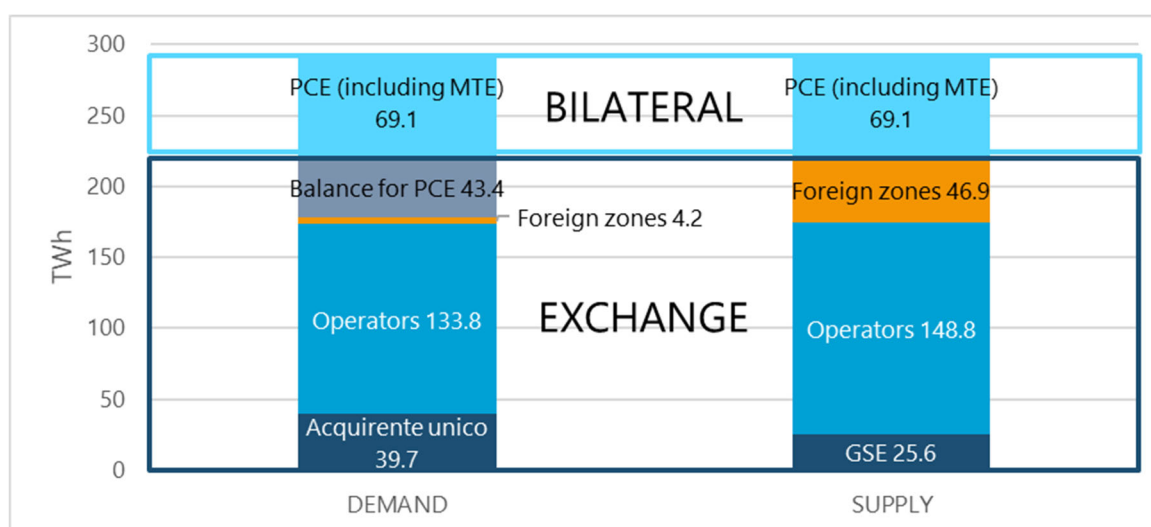 300
250
200
150
100
50
0
TWh
PCE (including MTE)
69.1
BILATERAL
PCE (including MTE)
69.1
Balance for PCE 43.4
Foreign zones 46.9
Foreign zones 4.2
Operators 133.8
EXCHANGE
Operators 148.8
Acquirente unico
39.7
GSE 25.6
DEMAND
SUPPLY